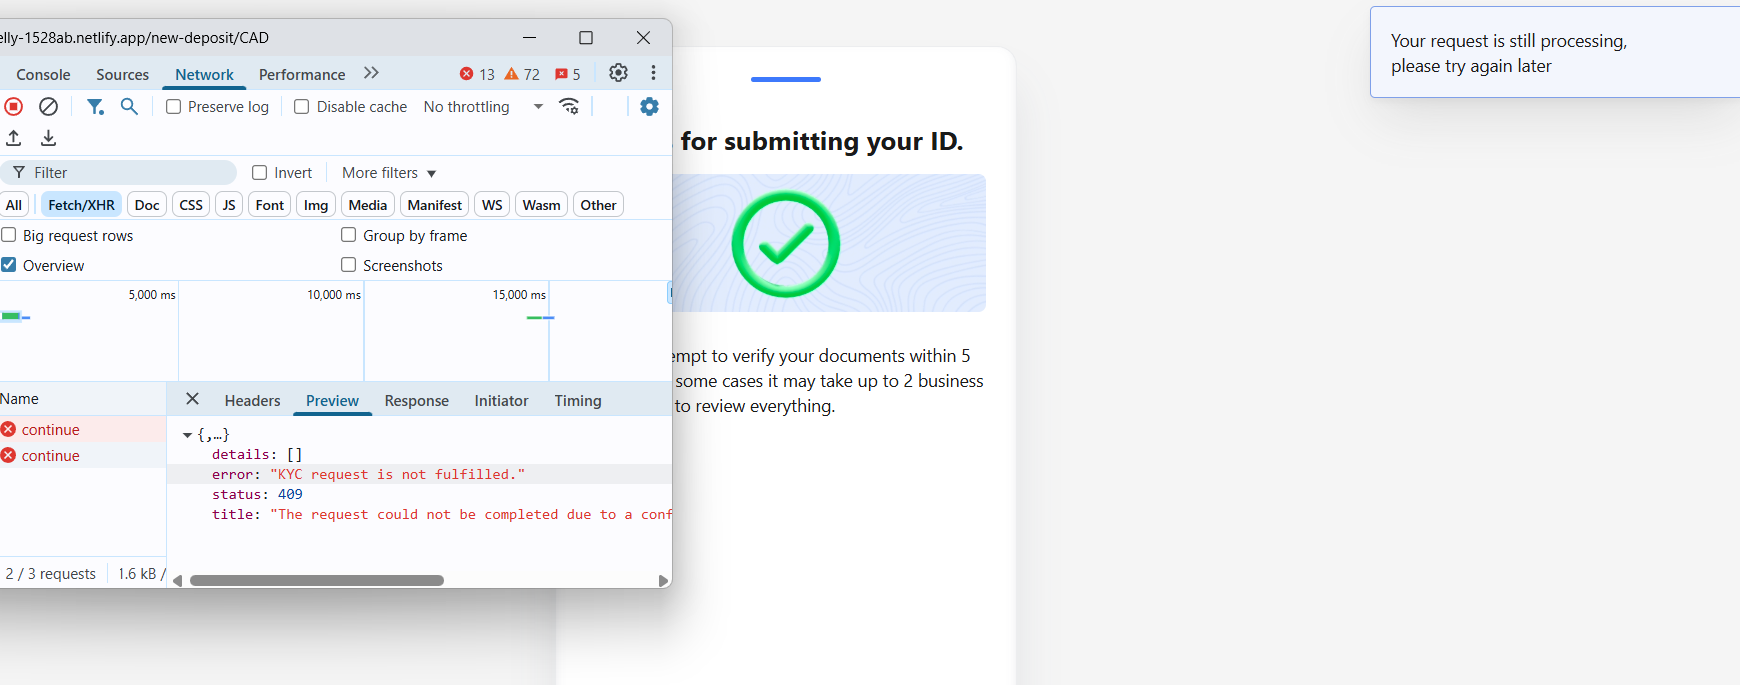 elly-1528ab.netlify.app/new-deposit/CAD
Console Sources Network Performance 13 72 5
Preserve log Disable cache No throttling
Filter Invert More filters
All Fetch/XHR Doc CSS JS Font Img Media Manifest WS Wasm Other
Big request rows Group by frame
Overview Screenshots
5,000 ms 10,000 ms 15,000 ms
Name
continue
continue
2 / 3 requests 1.6 kB /
Headers Preview Response Initiator Timing
{,…}
details: []
error: "KYC request is not fulfilled."
status: 409
title: "The request could not be completed due to a conf
for submitting your ID.
empt to verify your documents within 5
some cases it may take up to 2 business
to review everything.
Your request is still processing,
please try again later